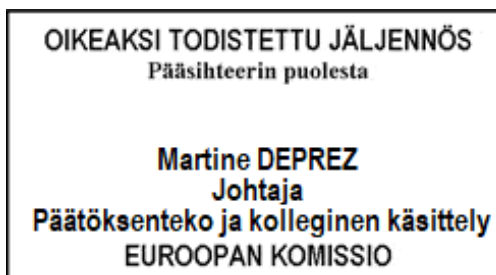 OIKEAKSI TODISTETTU JÄLJENNÖS
Pääsihteerin puolesta
Martine DEPREZ
Johtaja
Päätöksenteko ja kolleginen käsittely
EUROOPAN KOMISSIO